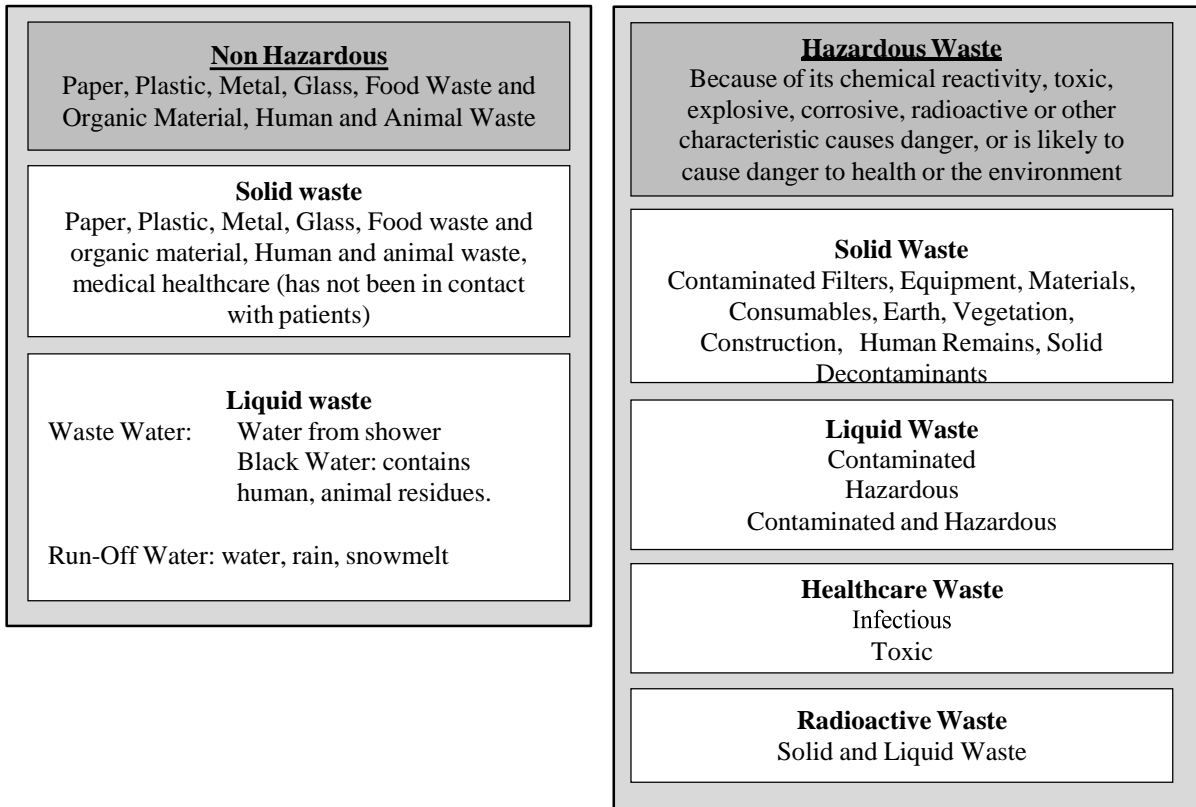 Non Hazardous
Paper, Plastic, Metal, Glass, Food Waste and
Organic Material, Human and Animal Waste
Solid waste
Paper, Plastic, Metal, Glass, Food waste and
organic material, Human and animal waste,
medical healthcare (has not been in contact
with patients)
Liquid waste
Waste Water: Water from shower
Black Water: contains
human, animal residues.
Run-Off Water: water, rain, snowmelt
Hazardous Waste
Because of its chemical reactivity, toxic,
explosive, corrosive, radioactive or other
characteristic causes danger, or is likely to
cause danger to health or the environment
Solid Waste
Contaminated Filters, Equipment, Materials,
Consumables, Earth, Vegetation,
Construction, Human Remains, Solid
Decontaminants
Liquid Waste
Contaminated
Hazardous
Contaminated and Hazardous
Healthcare Waste
Infectious
Toxic
Radioactive Waste
Solid and Liquid Waste